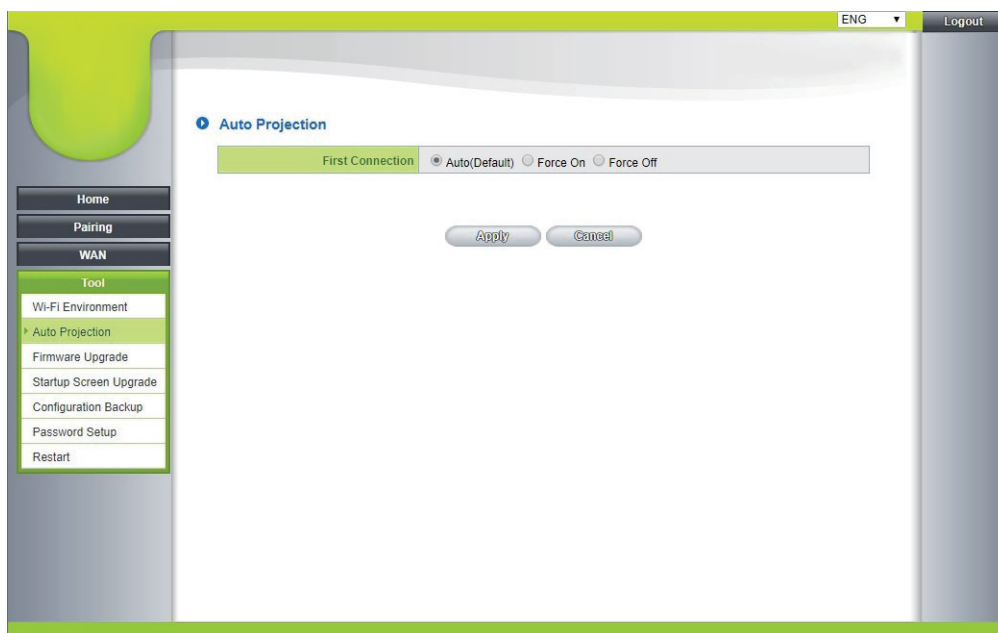 ENG
Logout
Auto Projection
First Connection Auto(Default) Force On Force Off
Apply Cancel
Home
Pairing
WAN
Tool
Wi-Fi Environment
Auto Projection
Firmware Upgrade
Startup Screen Upgrade
Configuration Backup
Password Setup
Restart